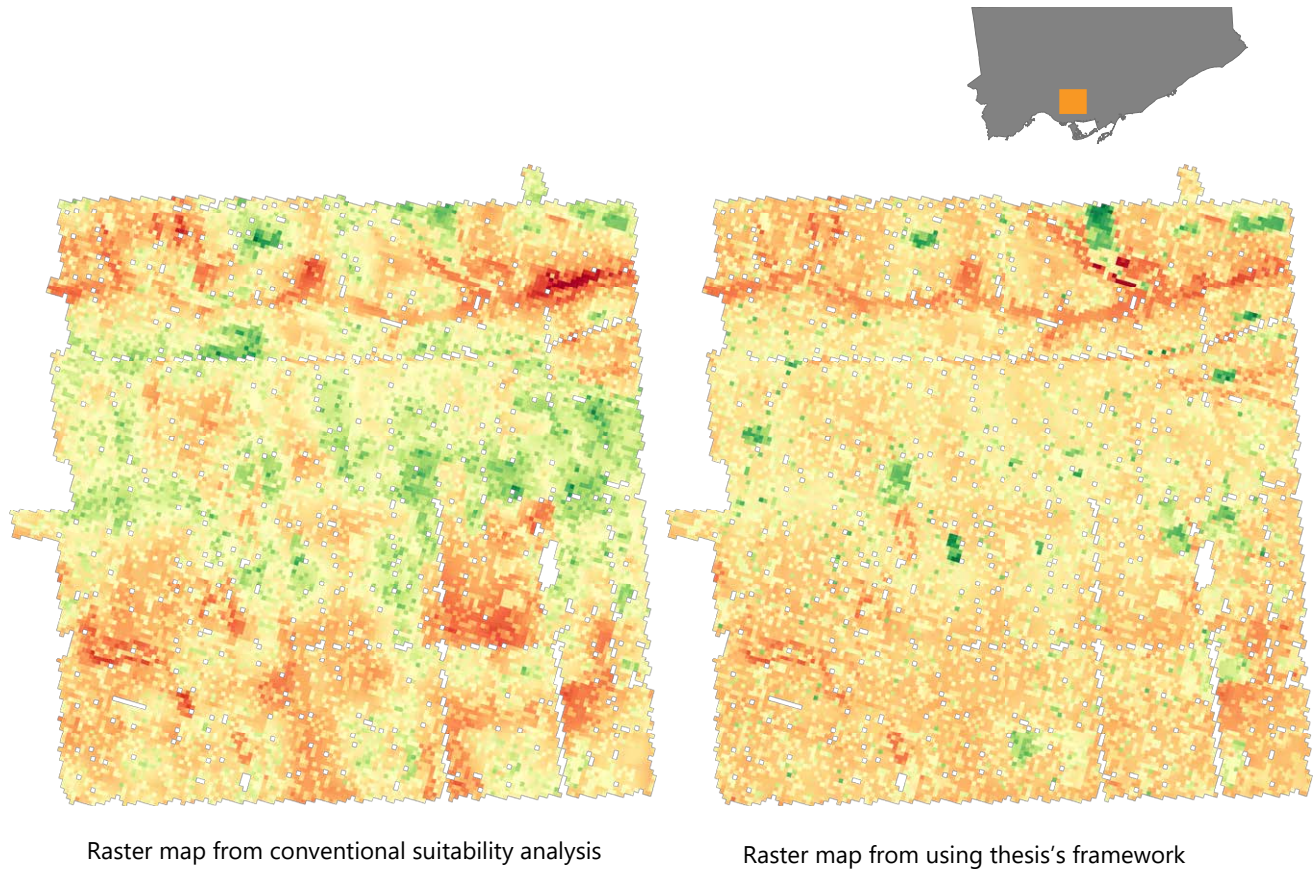 Raster map from conventional suitability analysis
Raster map from using thesis’s framework